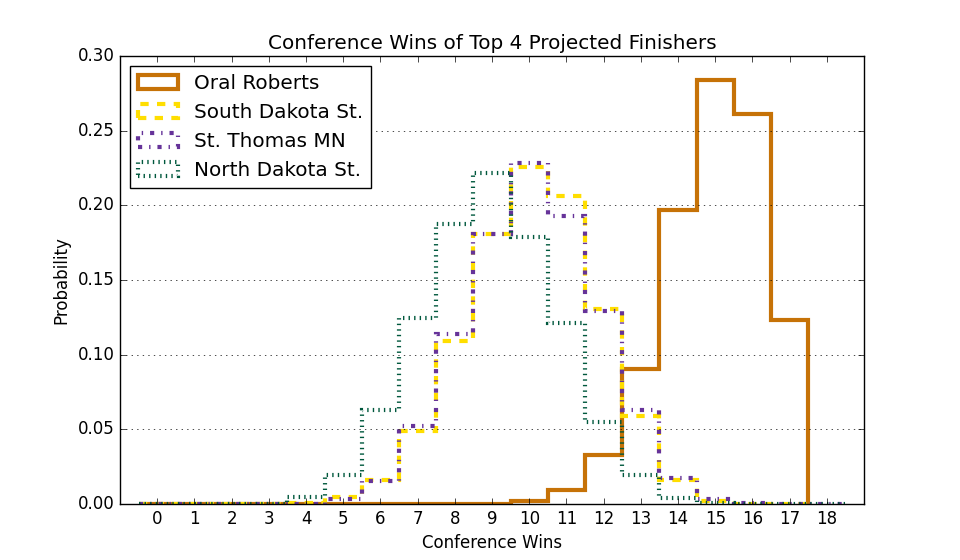 Conference Wins of Top 4 Projected Finishers
0.30
0.25
0.20
0.15
0.10
0.05
0.00
Probability
Oral Roberts
South Dakota St.
St. Thomas MN
North Dakota St.
0 1 2 3 4 5 6 7 8 9 10 11 12 13 14 15 16 17 18
Conference Wins